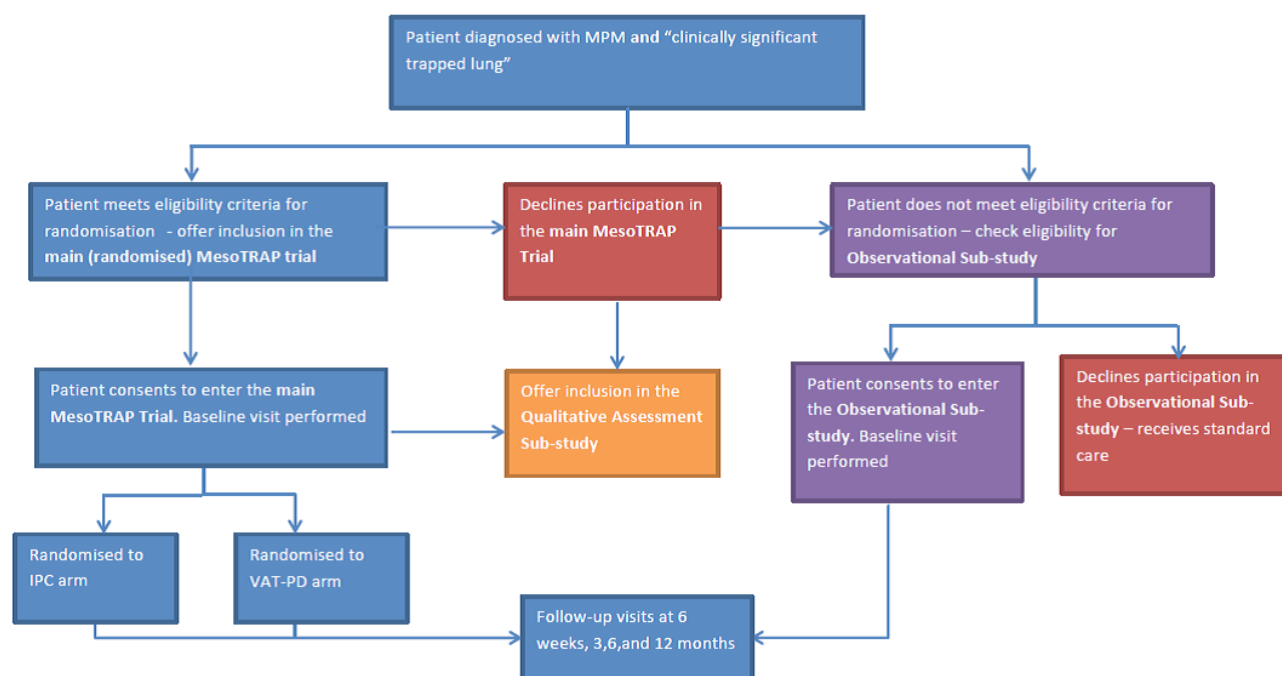 Patient diagnosed with MPM and “clinically significant
trapped lung”
Patient meets eligibility criteria for
randomisation - offer inclusion in the
main (randomised) MesoTRAP trial
Declines participation in
the main MesoTRAP
Trial
Patient does not meet eligibility criteria for
randomisation – check eligibility for
Observational Sub-study
Patient consents to enter the main
MesoTRAP Trial. Baseline visit performed
Offer inclusion in the
Qualitative Assessment
Sub-study
Patient consents to enter
the Observational Sub-
study. Baseline visit
performed
Declines participation in
the Observational Sub-
study – receives standard
care
Randomised to
IPC arm
Randomised to
VAT-PD arm
Follow-up visits at 6
weeks, 3,6,and 12 months